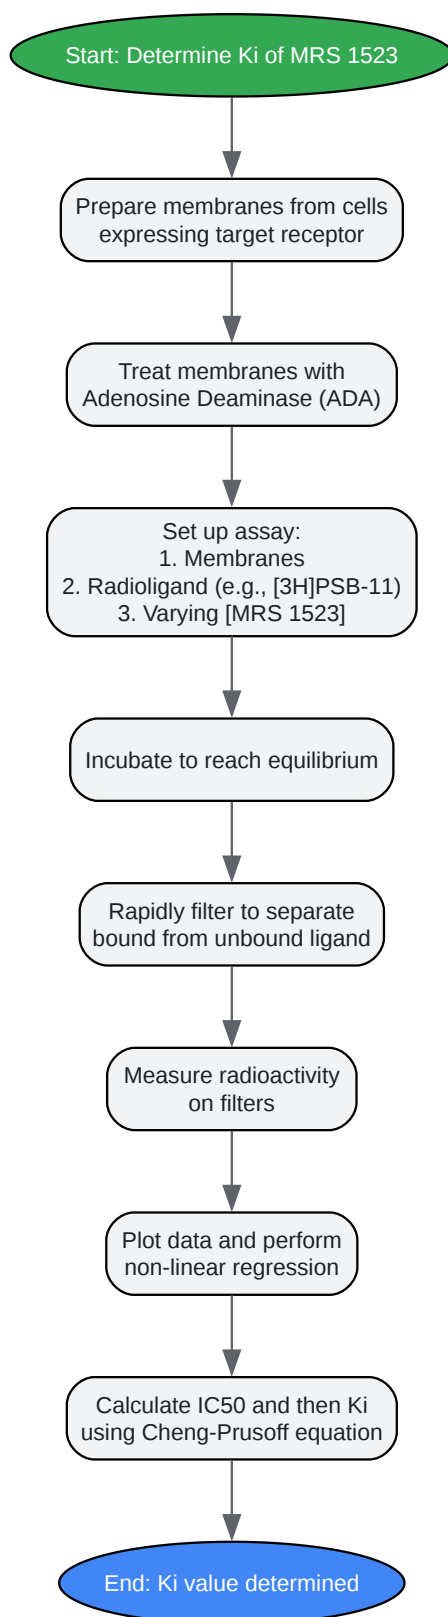 Start: Determine Ki of MRS 1523
Prepare membranes from cells
expressing target receptor
Treat membranes with
Adenosine Deaminase (ADA)
Set up assay:
1. Membranes
2. Radioligand (e.g., [3H]PSB-11)
3. Varying [MRS 1523]
Incubate to reach equilibrium
Rapidly filter to separate
bound from unbound ligand
Measure radioactivity
on filters
Plot data and perform
non-linear regression
Calculate IC50 and then Ki
using Cheng-Prusoff equation
End: Ki value determined